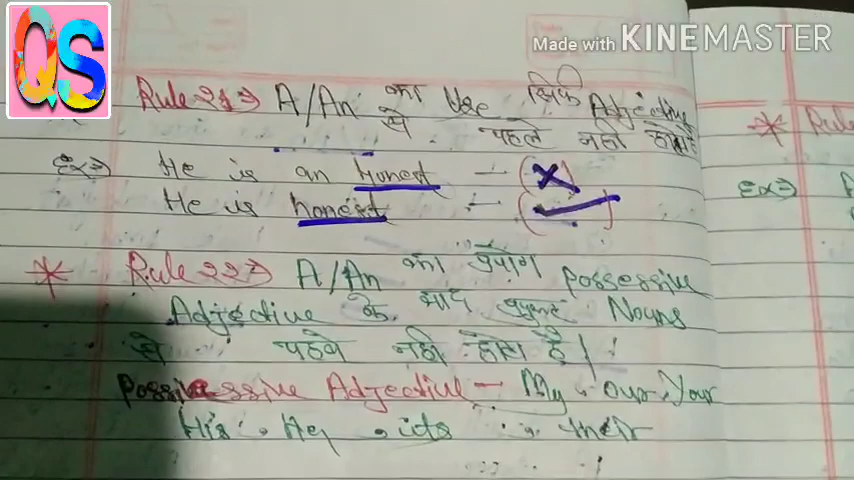 QS
Made with KINEMASTER
Rule 21⇒ A/An का Use सिर्फ Adjective
से पहले नही होता है
Ex⇒ He is an honest - (×)
He is honest - (✓)
* Rule
* Rule 22⇒ A/An का प्रयोग possessive
Ex⇒
Adjective के बाद Nouns
से पहले नही होता है।
Possessive Adjective - My, our, Your
His, Her, its, their